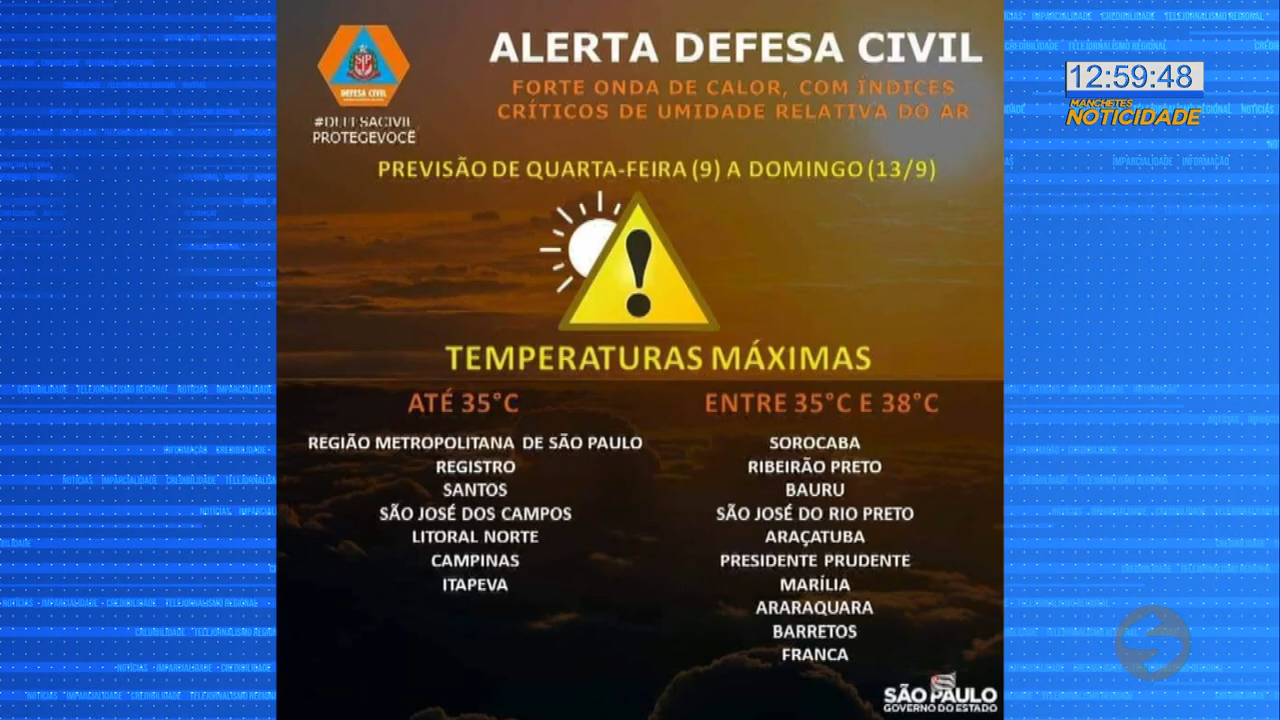 ALERTA DEFESA CIVIL
FORTE ONDA DE CALOR, COM ÍNDICES
CRÍTICOS DE UMIDADE RELATIVA DO AR
DEFESA CIVIL
#DEFESACIVIL
PROTEGEVOCÊ
12:59:48
MANCHETES
NOTICIDADE
PREVISÃO DE QUARTA-FEIRA (9) A DOMINGO (13/9)
TEMPERATURAS MÁXIMAS
ATÉ 35°C
REGIÃO METROPOLITANA DE SÃO PAULO
REGISTRO
SANTOS
SÃO JOSÉ DOS CAMPOS
LITORAL NORTE
CAMPINAS
ITAPEVA
ENTRE 35°C E 38°C
SOROCABA
RIBEIRÃO PRETO
BAURU
SÃO JOSÉ DO RIO PRETO
ARAÇATUBA
PRESIDENTE PRUDENTE
MARÍLIA
ARARAQUARA
BARRETOS
FRANCA
SÃO PAULO
GOVERNO DO ESTADO